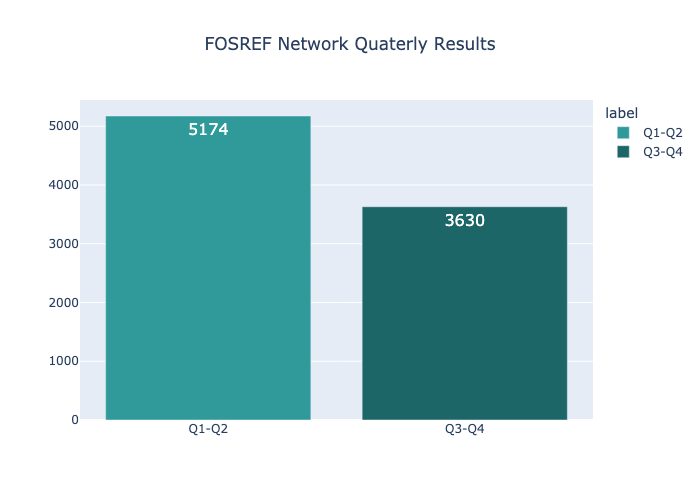 FOSREF Network Quaterly Results
label
Q1-Q2
Q3-Q4
5000
4000
3000
2000
1000
0
5174
3630
Q1-Q2
Q3-Q4